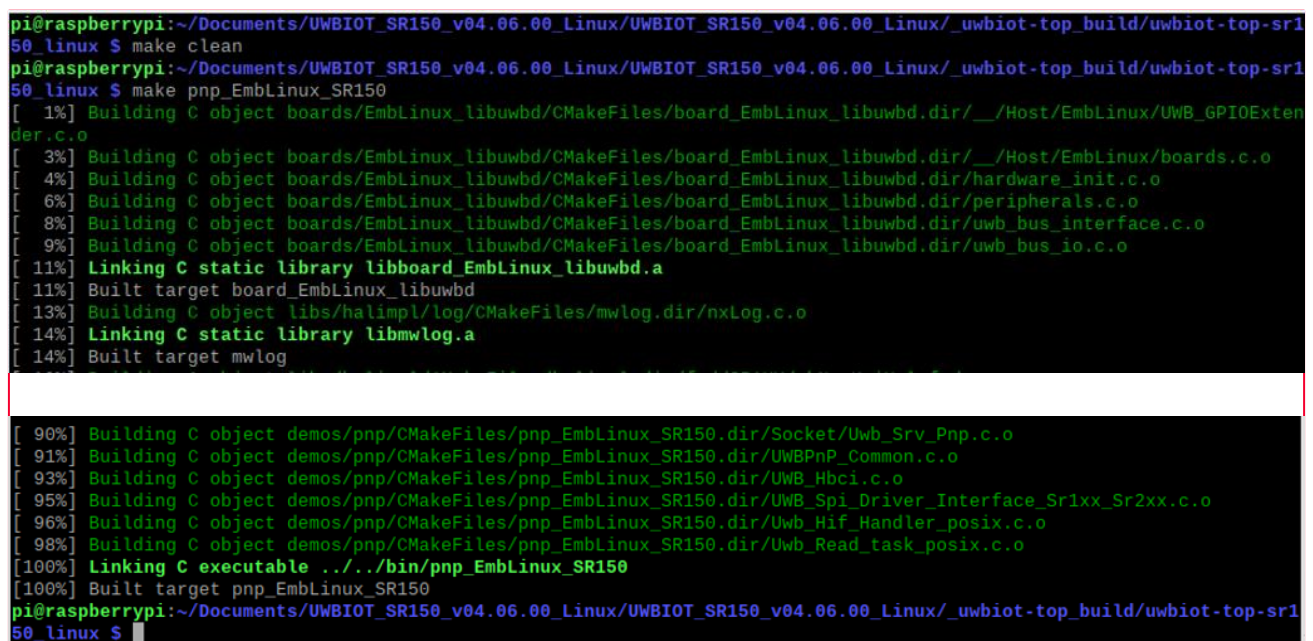 pi@raspberrypi:~/Documents/UWBIOT_SR150_v04.06.00_Linux/UWBIOT_SR150_v04.06.00_Linux/_uwbiot-top_build/uwbiot-top-sr1
50_linux $ make clean
pi@raspberrypi:~/Documents/UWBIOT_SR150_v04.06.00_Linux/UWBIOT_SR150_v04.06.00_Linux/_uwbiot-top_build/uwbiot-top-sr1
50_linux $ make pnp_EmbLinux_SR150
[  1%] Building C object boards/EmbLinux_libuwbd/CMakeFiles/board_EmbLinux_libuwbd.dir/__/Host/EmbLinux/UWB_GPIOExten
der.c.o
[  3%] Building C object boards/EmbLinux_libuwbd/CMakeFiles/board_EmbLinux_libuwbd.dir/__/Host/EmbLinux/boards.c.o
[  4%] Building C object boards/EmbLinux_libuwbd/CMakeFiles/board_EmbLinux_libuwbd.dir/hardware_init.c.o
[  6%] Building C object boards/EmbLinux_libuwbd/CMakeFiles/board_EmbLinux_libuwbd.dir/peripherals.c.o
[  8%] Building C object boards/EmbLinux_libuwbd/CMakeFiles/board_EmbLinux_libuwbd.dir/uwb_bus_interface.c.o
[  9%] Building C object boards/EmbLinux_libuwbd/CMakeFiles/board_EmbLinux_libuwbd.dir/uwb_bus_io.c.o
[ 11%] Linking C static library libboard_EmbLinux_libuwbd.a
[ 11%] Built target board_EmbLinux_libuwbd
[ 13%] Building C object libs/halimpl/log/CMakeFiles/mwlog.dir/nxLog.c.o
[ 14%] Linking C static library libmwlog.a
[ 14%] Built target mwlog
[ 90%] Building C object demos/pnp/CMakeFiles/pnp_EmbLinux_SR150.dir/Socket/Uwb_Srv_Pnp.c.o
[ 91%] Building C object demos/pnp/CMakeFiles/pnp_EmbLinux_SR150.dir/UWBPnP_Common.c.o
[ 93%] Building C object demos/pnp/CMakeFiles/pnp_EmbLinux_SR150.dir/UWB_Hbci.c.o
[ 95%] Building C object demos/pnp/CMakeFiles/pnp_EmbLinux_SR150.dir/UWB_Spi_Driver_Interface_Sr1xx_Sr2xx.c.o
[ 96%] Building C object demos/pnp/CMakeFiles/pnp_EmbLinux_SR150.dir/Uwb_Hif_Handler_posix.c.o
[ 98%] Building C object demos/pnp/CMakeFiles/pnp_EmbLinux_SR150.dir/Uwb_Read_task_posix.c.o
[100%] Linking C executable ../../bin/pnp_EmbLinux_SR150
[100%] Built target pnp_EmbLinux_SR150
pi@raspberrypi:~/Documents/UWBIOT_SR150_v04.06.00_Linux/UWBIOT_SR150_v04.06.00_Linux/_uwbiot-top_build/uwbiot-top-sr1
50_linux $